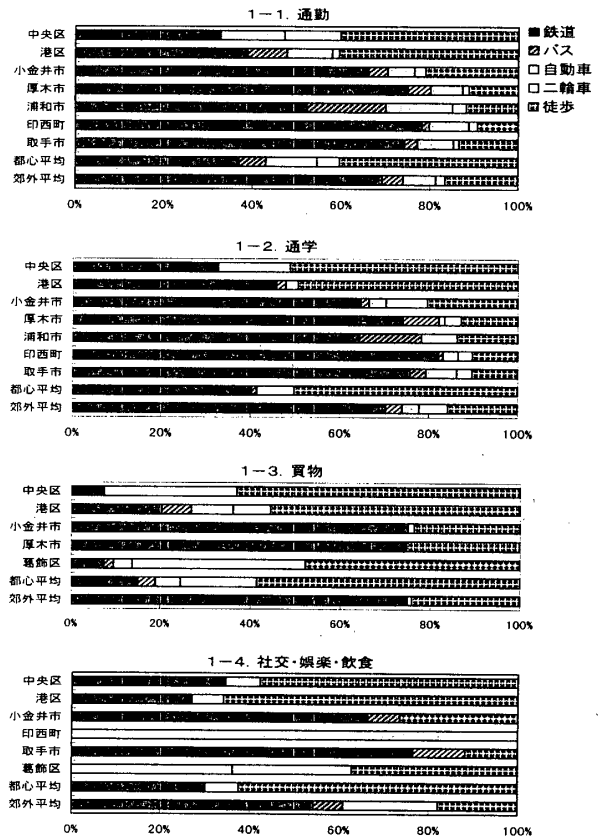 1－1．通勤
中央区
港区
小金井市
厚木市
浦和市
印西町
取手市
都心平均
郊外平均
0% 20% 40% 60% 80% 100%
鉄道
バス
自動車
二輪車
徒歩
1－2．通学
中央区
港区
小金井市
厚木市
浦和市
印西町
取手市
都心平均
郊外平均
0% 20% 40% 60% 80% 100%
1－3．買物
中央区
港区
小金井市
厚木市
葛飾区
都心平均
郊外平均
0% 20% 40% 60% 80% 100%
1－4．社交・娯楽・飲食
中央区
港区
小金井市
印西町
取手市
葛飾区
都心平均
郊外平均
0% 20% 40% 60% 80% 100%